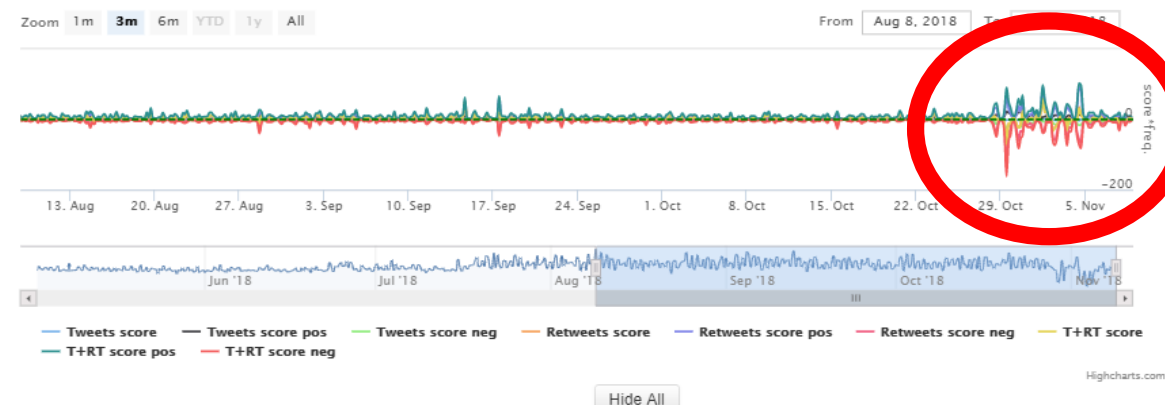 Zoom 1m 3m 6m YTD 1y All From Aug 8, 2018 To
0
score*freq.
-200
13. Aug 20. Aug 27. Aug 3. Sep 10. Sep 17. Sep 24. Sep 1. Oct 8. Oct 15. Oct 22. Oct 29. Oct 5. Nov
Jun '18 Jul '18 Aug '18 Sep '18 Oct '18 Nov '18
Tweets score Tweets score pos Tweets score neg Retweets score Retweets score pos Retweets score neg T+RT score
T+RT score pos T+RT score neg
Highcharts.com
Hide All